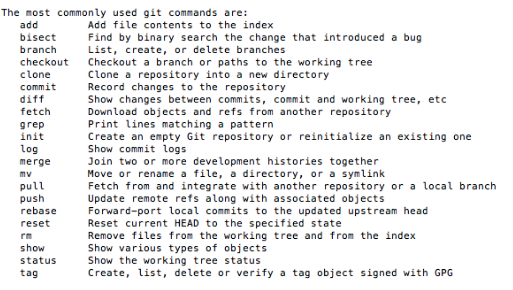 The most commonly used git commands are:
   add        Add file contents to the index
   bisect     Find by binary search the change that introduced a bug
   branch     List, create, or delete branches
   checkout   Checkout a branch or paths to the working tree
   clone      Clone a repository into a new directory
   commit     Record changes to the repository
   diff       Show changes between commits, commit and working tree, etc
   fetch      Download objects and refs from another repository
   grep       Print lines matching a pattern
   init       Create an empty Git repository or reinitialize an existing one
   log        Show commit logs
   merge      Join two or more development histories together
   mv         Move or rename a file, a directory, or a symlink
   pull       Fetch from and integrate with another repository or a local branch
   push       Update remote refs along with associated objects
   rebase     Forward-port local commits to the updated upstream head
   reset      Reset current HEAD to the specified state
   rm         Remove files from the working tree and from the index
   show       Show various types of objects
   status     Show the working tree status
   tag        Create, list, delete or verify a tag object signed with GPG